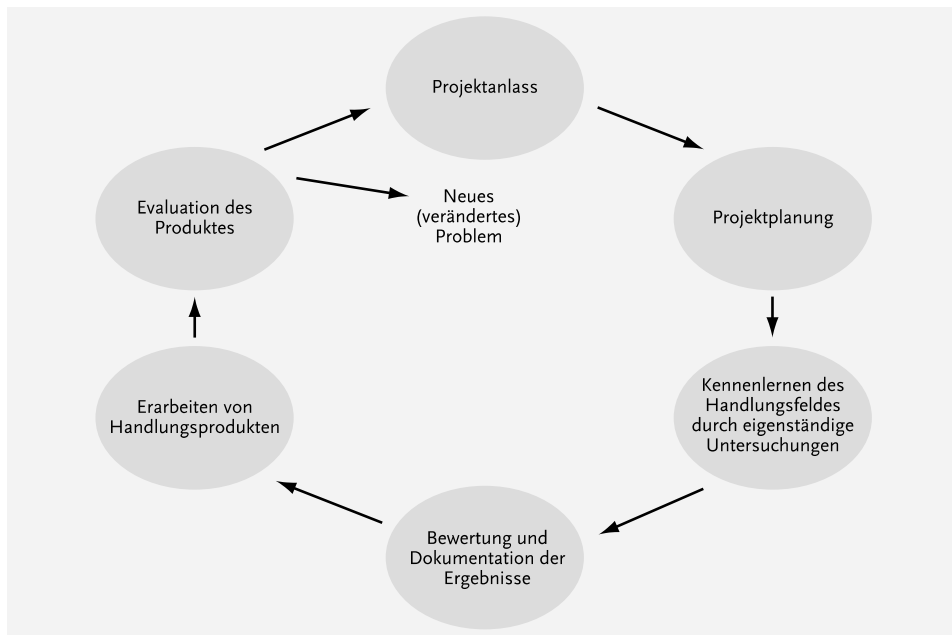 Projektanlass
Projektplanung
Kennenlernen des
Handlungsfeldes
durch eigenständige
Untersuchungen
Bewertung und
Dokumentation der
Ergebnisse
Erarbeiten von
Handlungsprodukten
Evaluation des
Produktes
Neues
(verändertes)
Problem